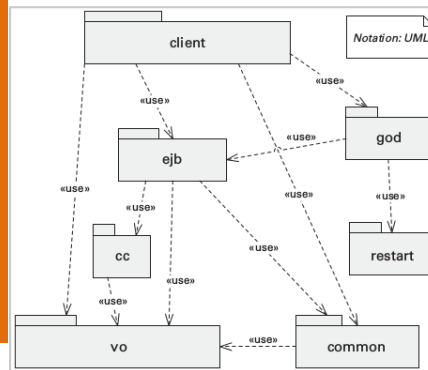 client
Notation: UML
«use»
«use»
«use»
god
ejb
«use»
«use»
«use»
«use»
cc
restart
«use»
«use»
«use»
vo
«use»
common